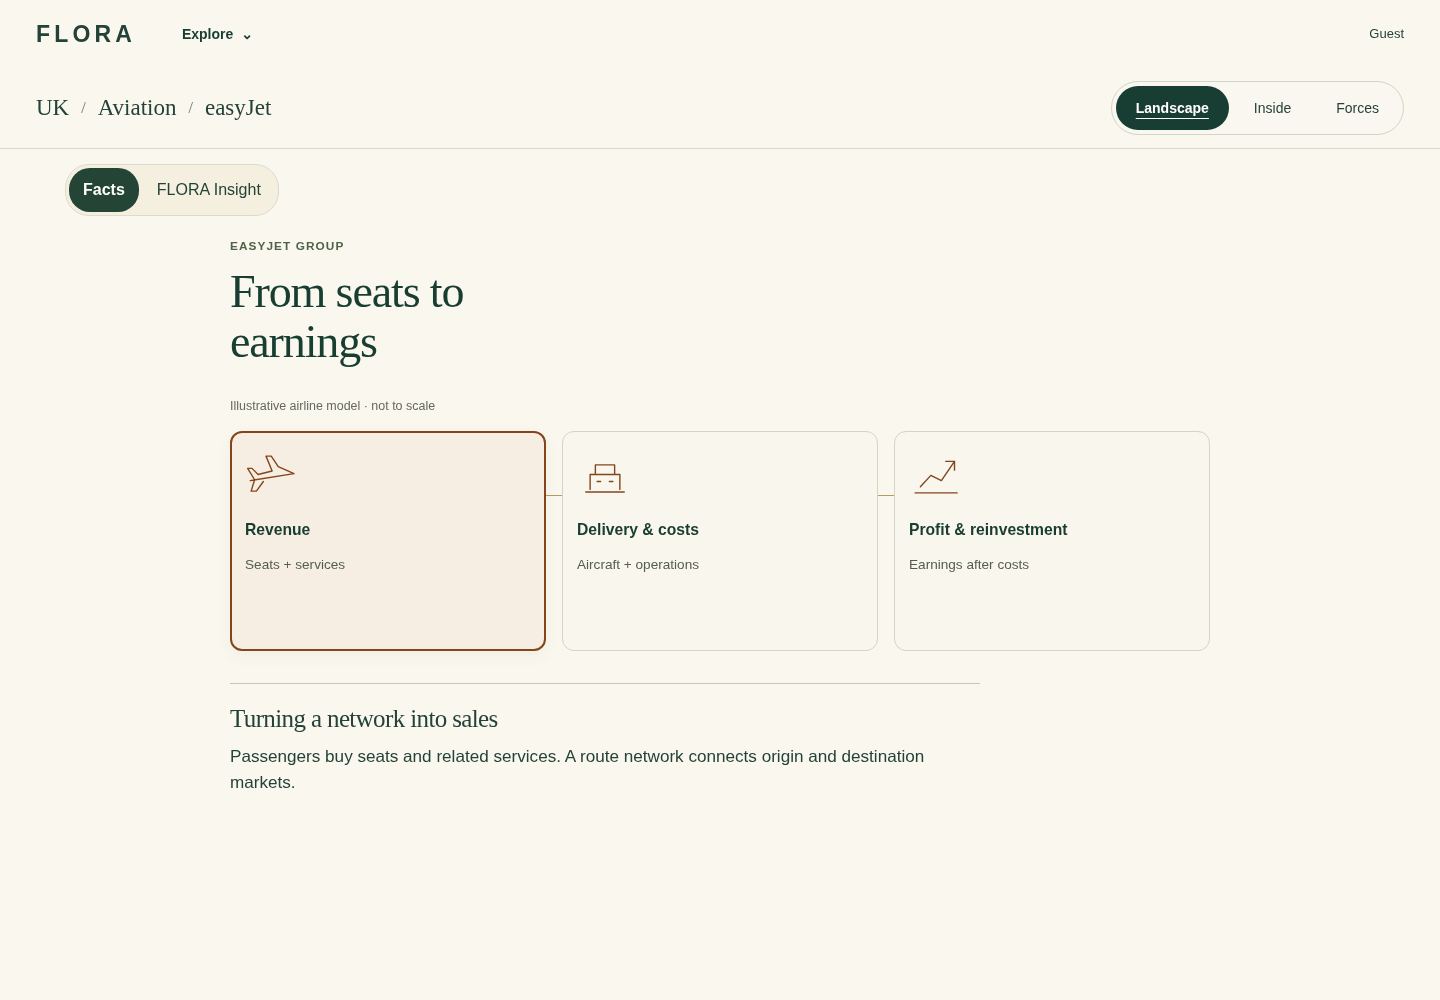 FLORA
Explore
Guest
UK / Aviation / easyJet
Landscape
Inside
Forces
Facts
FLORA Insight
EASYJET GROUP
From seats to
earnings
Illustrative airline model · not to scale
Revenue
Seats + services
Delivery & costs
Aircraft + operations
Profit & reinvestment
Earnings after costs
Turning a network into sales
Passengers buy seats and related services. A route network connects origin and destination
markets.